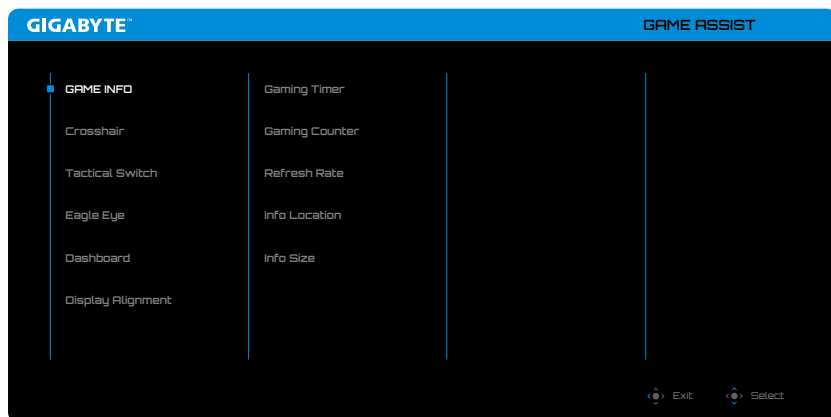 GIGABYTE™
GAME ASSIST
GAME INFO
Crosshair
Tactical Switch
Eagle Eye
Dashboard
Display Alignment
Gaming Timer
Gaming Counter
Refresh Rate
Info Location
Info Size
Exit
Select